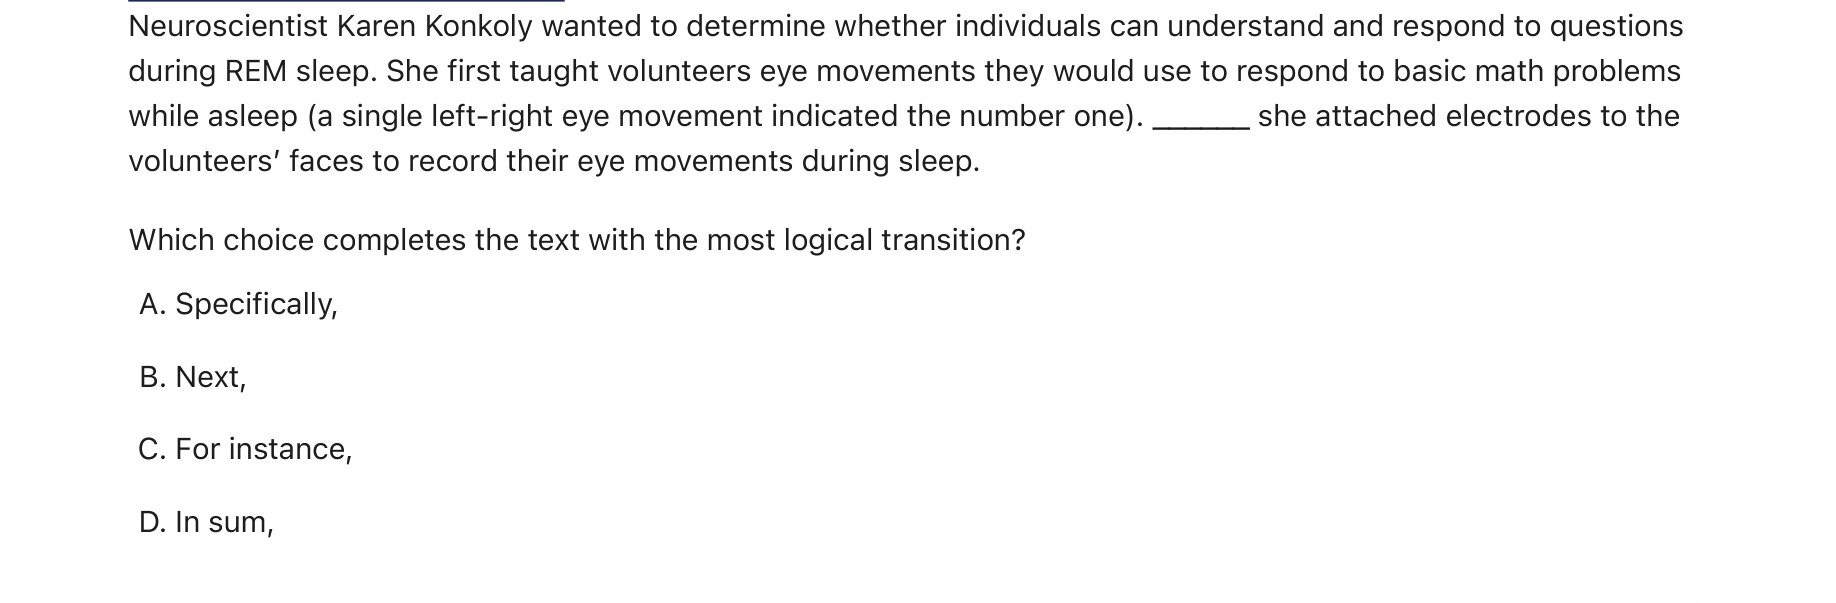 Neuroscientist Karen Konkoly wanted to determine whether individuals can understand and respond to questions
during REM sleep. She first taught volunteers eye movements they would use to respond to basic math problems
while asleep (a single left-right eye movement indicated the number one). ______ she attached electrodes to the
volunteers’ faces to record their eye movements during sleep.
Which choice completes the text with the most logical transition?
A. Specifically,
B. Next,
C. For instance,
D. In sum,